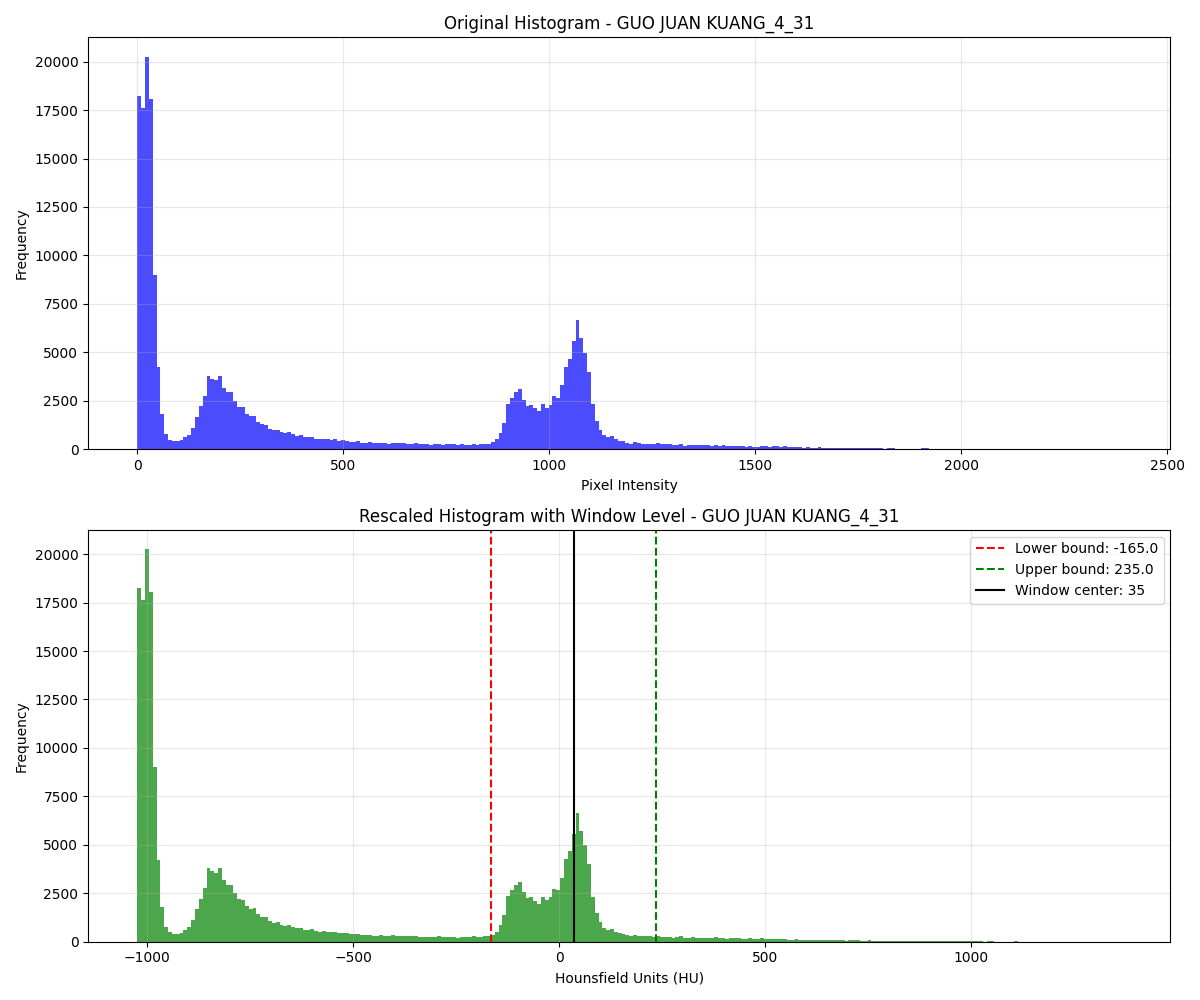 Original Histogram - GUO JUAN KUANG_4_31
20000
17500
15000
12500
10000
7500
5000
2500
0
Frequency
0 500 1000 1500 2000 2500
Pixel Intensity
Rescaled Histogram with Window Level - GUO JUAN KUANG_4_31
20000
17500
15000
12500
10000
7500
5000
2500
0
Frequency
Lower bound: -165.0
Upper bound: 235.0
Window center: 35
−1000 −500 0 500 1000
Hounsfield Units (HU)